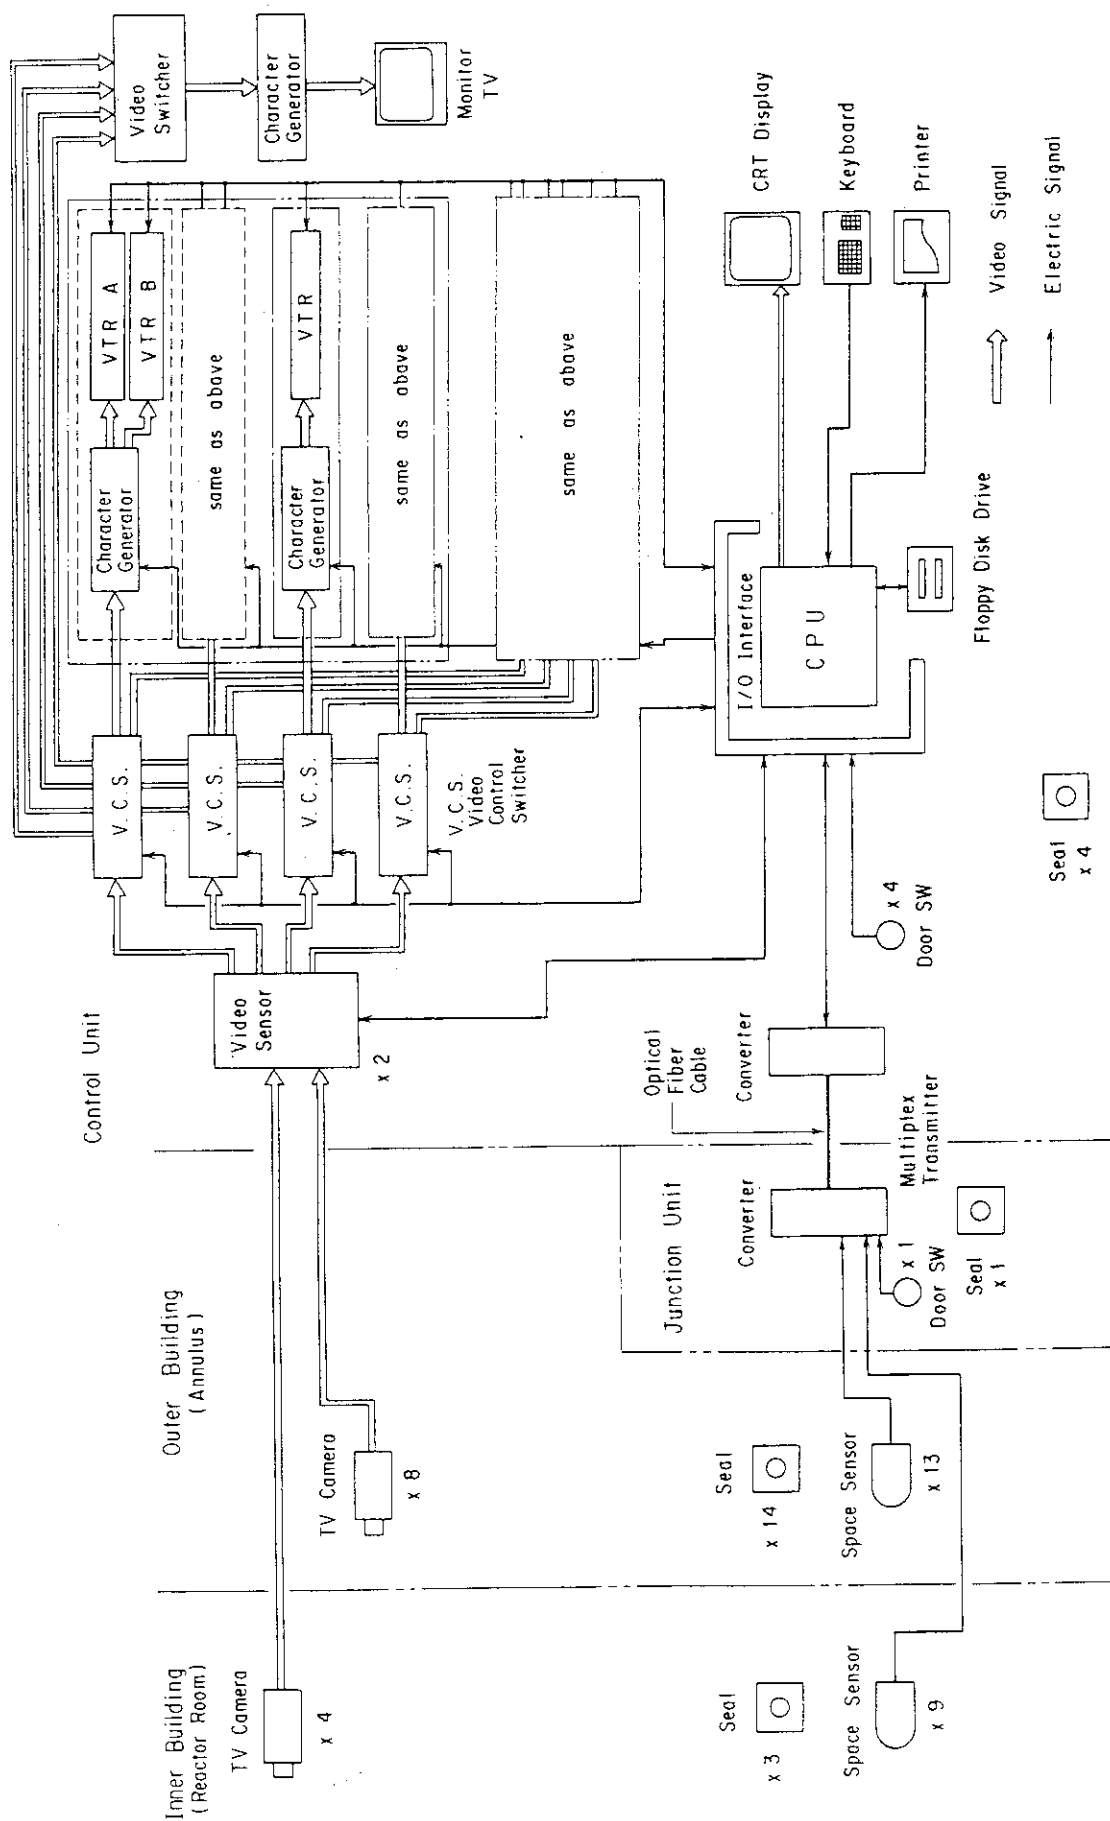 Inner Building
(Reactor Room)
Outer Building
(Annulus)
Control Unit
TV Camera
x 4
TV Camera
x 8
Video
Sensor
x 2
V.C.S.
V.C.S.
V.C.S.
V.C.S.
V.C.S.
Video
Control
Switcher
Character
Generator
VTR A
VTR B
same as above
Character
Generator
VTR
same as above
same as above
Video
Switcher
Character
Generator
Monitor
TV
Junction Unit
Seal
x 3
Space Sensor
x 9
Seal
x 14
Space Sensor
x 13
Converter
Multiplex
Transmitter
x 1
Door SW
Seal
x 1
Optical
Fiber
Cable
Converter
x 4
Door SW
Seal
x 4
I/O Interface
CPU
Floppy Disk Drive
CRT Display
Keyboard
Printer
Video Signal
Electric Signal